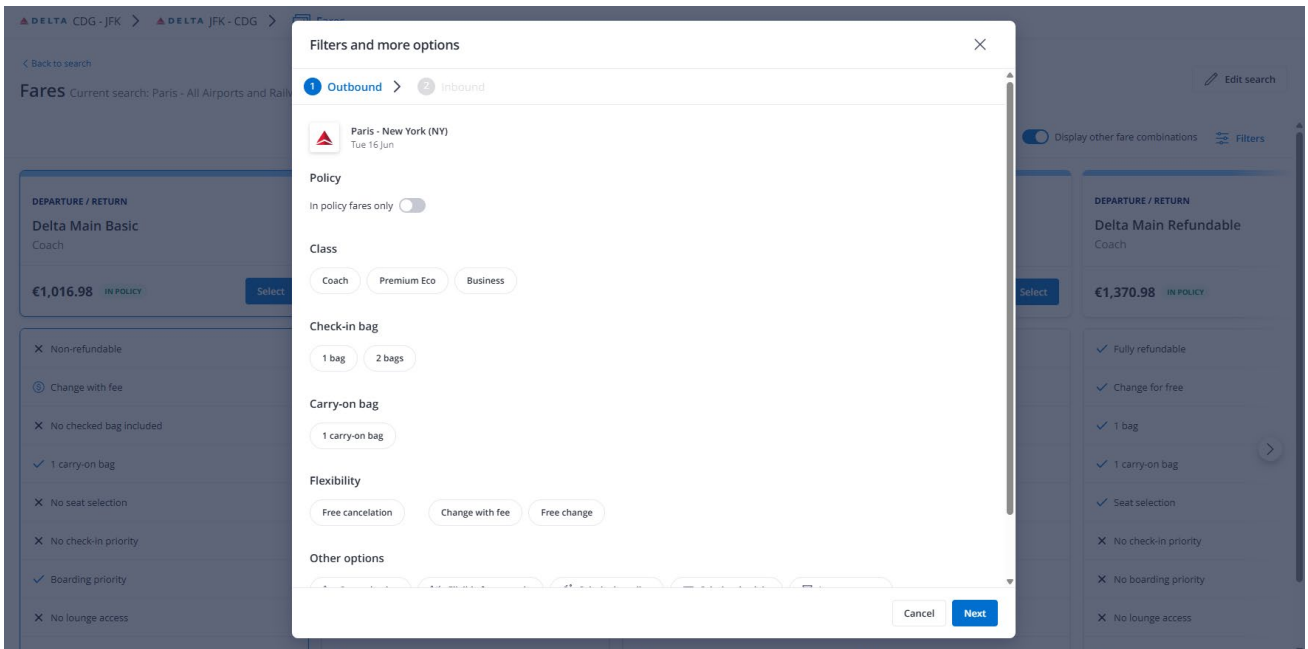 DELTA CDG - JFK > DELTA JFK - CDG > Fares
< Back to search
Fares Current search: Paris - All Airports and
Edit search
Display other fare combinations Filters
DEPARTURE / RETURN
Delta Main Basic
Coach
€1,016.98 IN POLICY Select
Non-refundable
Change with fee
No checked bag included
1 carry-on bag
No seat selection
No check-in priority
Boarding priority
No lounge access
Filters and more options
1 Outbound > 2 Inbound
Paris - New York (NY)
Tue 16 Jun
Policy
In policy fares only
Class
Coach Premium Eco Business
Check-in bag
1 bag 2 bags
Carry-on bag
1 carry-on bag
Flexibility
Free cancelation Change with fee Free change
Other options
Cancel Next
Select
DEPARTURE / RETURN
Delta Main Refundable
Coach
€1,370.98 IN POLICY
Fully refundable
Change for free
1 bag
1 carry-on bag
Seat selection
No check-in priority
No boarding priority
No lounge access